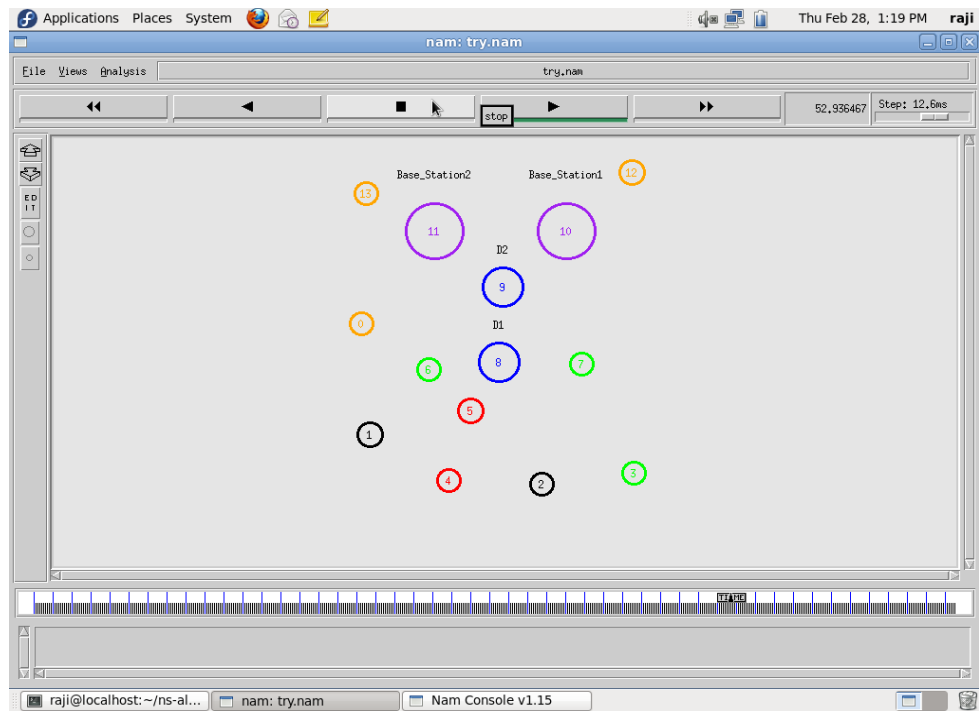 Applications Places System Thu Feb 28, 1:19 PM raji
nam: try.nam
File Views Analysis try.nam
52.936467 Step: 12.6ms
stop
ED
IT
Base_Station2 Base_Station1 12
13
11 10
D2
9
0 D1
6 8 7
5
1
4 2 3
TIME
raji@localhost:~/ns-al... nam: try.nam Nam Console v1.15